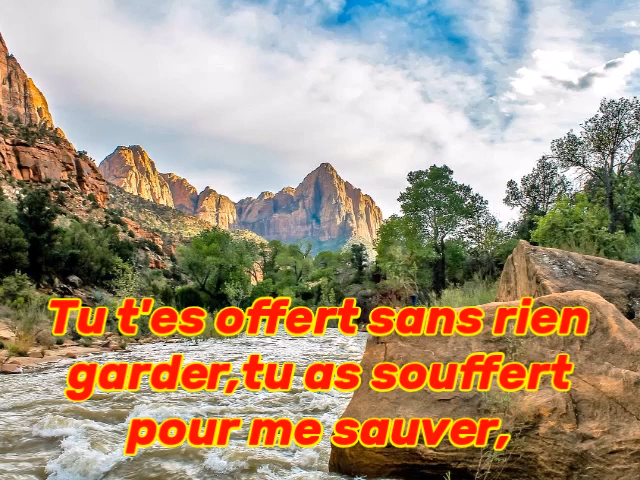 Tu t'es offert sans rien
garder,tu as souffert
pour me sauver,